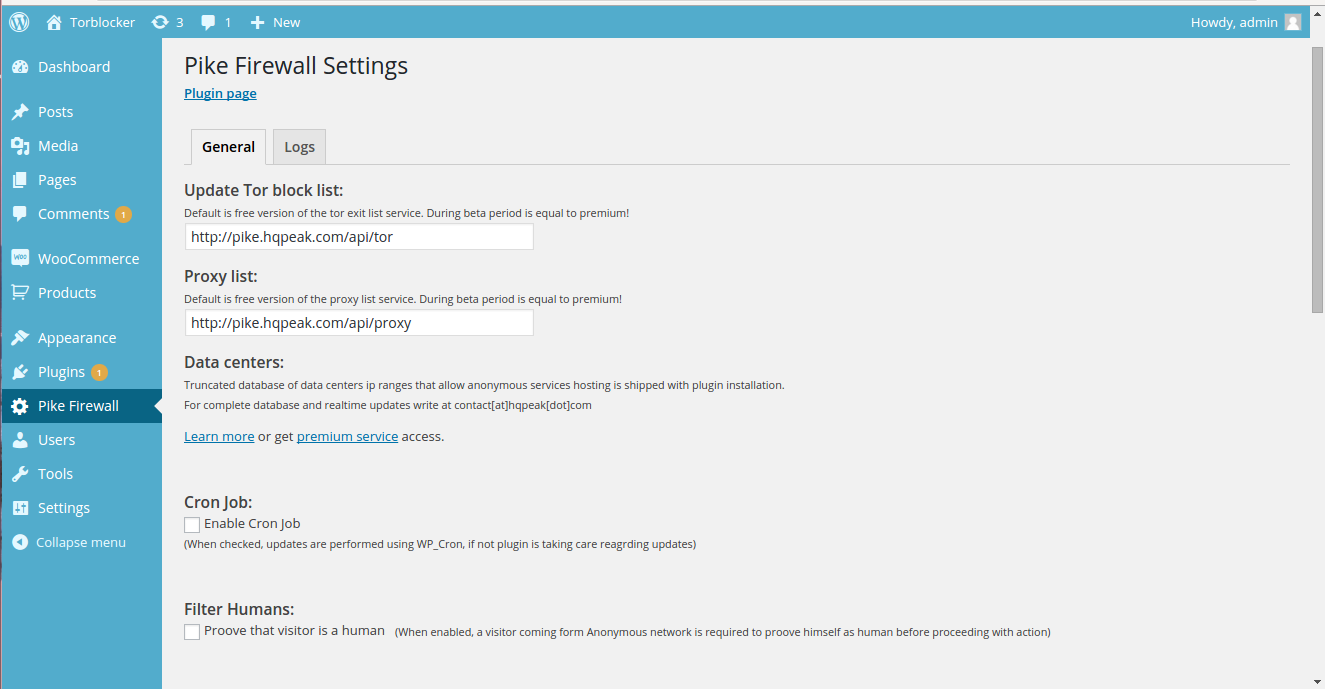 Torblocker 3 1 New Howdy, admin
Dashboard
Posts
Media
Pages
Comments 1
WooCommerce
Products
Appearance
Plugins 1
Pike Firewall
Users
Tools
Settings
Collapse menu
Pike Firewall Settings
Plugin page
General Logs
Update Tor block list:
Default is free version of the tor exit list service. During beta period is equal to premium!
http://pike.hqpeak.com/api/tor
Proxy list:
Default is free version of the proxy list service. During beta period is equal to premium!
http://pike.hqpeak.com/api/proxy
Data centers:
Truncated database of data centers ip ranges that allow anonymous services hosting is shipped with plugin installation.
For complete database and realtime updates write at contact[at]hqpeak[dot]com
Learn more or get premium service access.
Cron Job:
Enable Cron Job
(When checked, updates are performed using WP_Cron, if not plugin is taking care reagrding updates)
Filter Humans:
Proove that visitor is a human (When enabled, a visitor coming form Anonymous network is required to proove himself as human before proceeding with action)